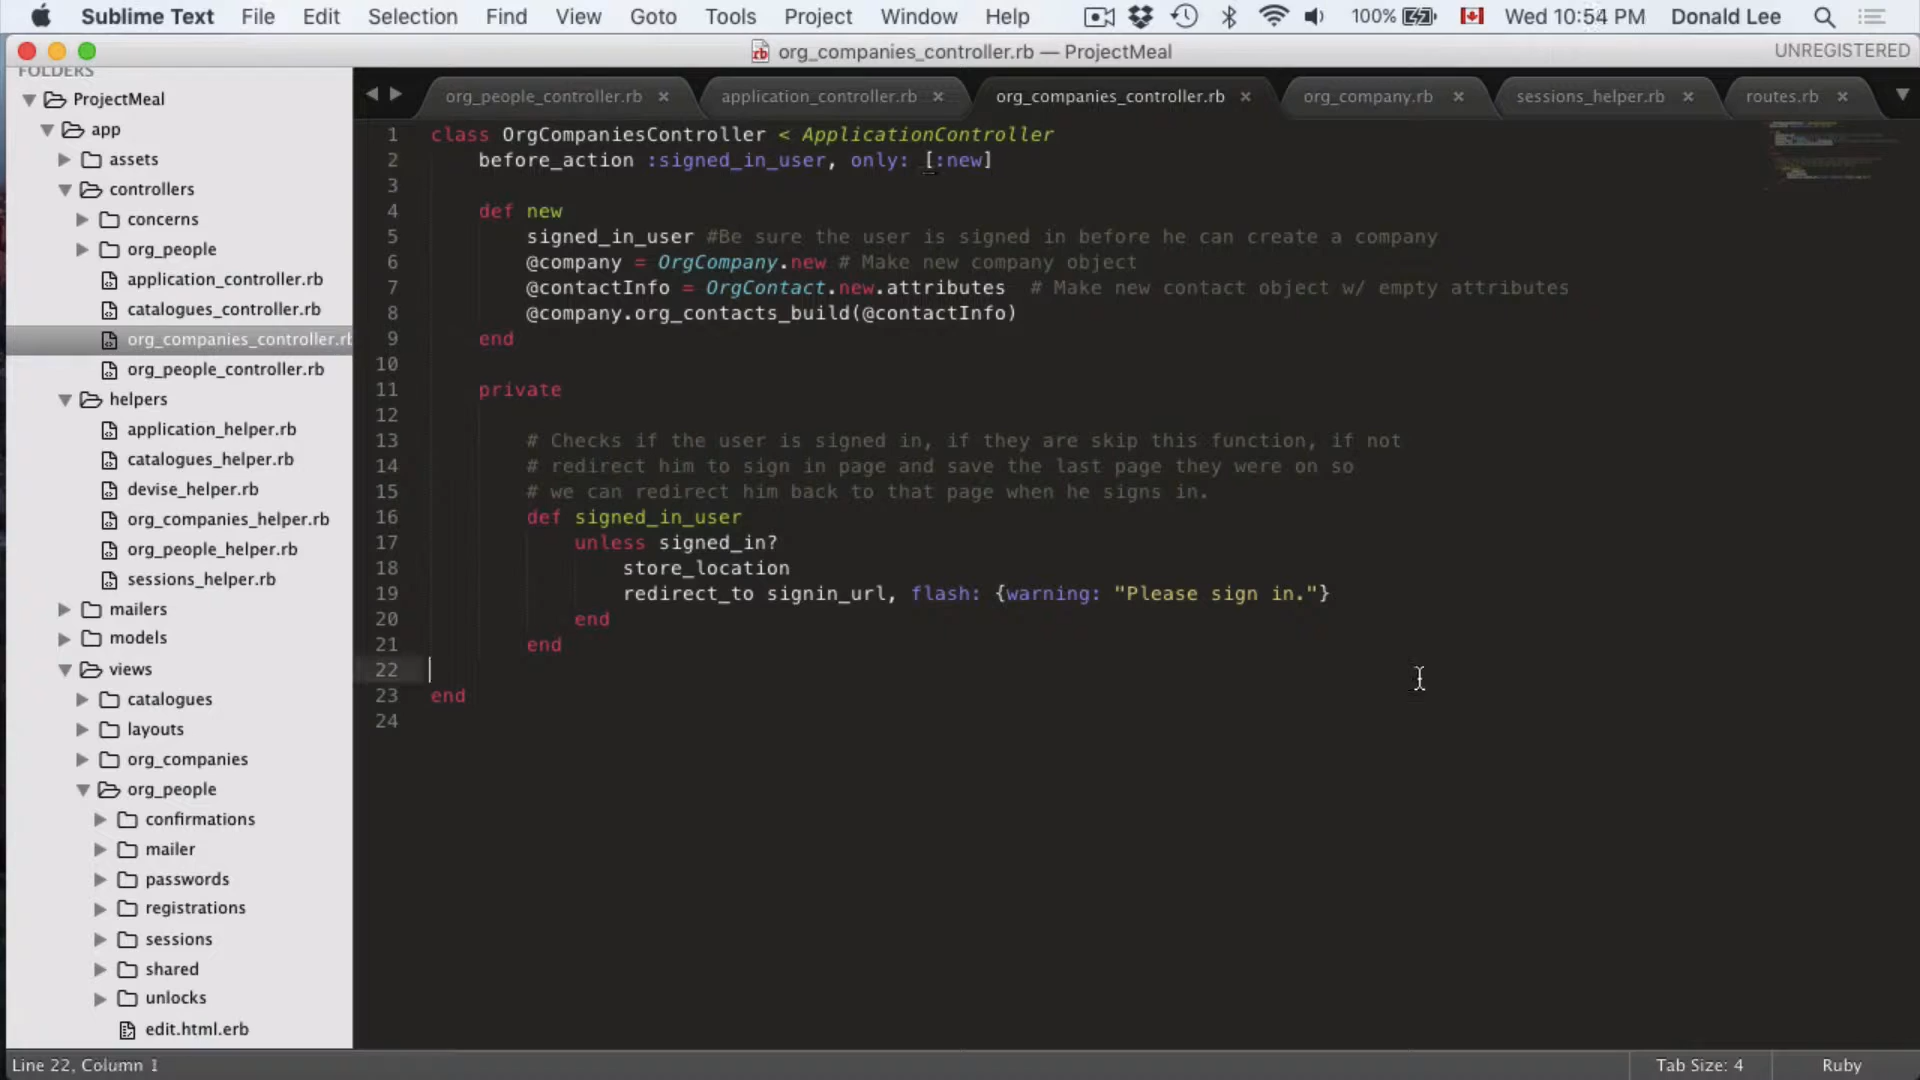 Sublime Text File Edit Selection Find View Goto Tools Project Window Help 100% Wed 10:54 PM Donald Lee
org_companies_controller.rb — ProjectMeal UNREGISTERED
FOLDERS
ProjectMeal
app
assets
controllers
concerns
org_people
application_controller.rb
catalogues_controller.rb
org_companies_controller.rb
org_people_controller.rb
helpers
application_helper.rb
catalogues_helper.rb
devise_helper.rb
org_companies_helper.rb
org_people_helper.rb
sessions_helper.rb
mailers
models
views
catalogues
layouts
org_companies
org_people
confirmations
mailer
passwords
registrations
sessions
shared
unlocks
edit.html.erb
org_people_controller.rb × application_controller.rb × org_companies_controller.rb × org_company.rb × sessions_helper.rb × routes.rb ×
1 class OrgCompaniesController < ApplicationController
2 before_action :signed_in_user, only: [:new]
3
4 def new
5 signed_in_user #Be sure the user is signed in before he can create a company
6 @company = OrgCompany.new # Make new company object
7 @contactInfo = OrgContact.new.attributes # Make new contact object w/ empty attributes
8 @company.org_contacts_build(@contactInfo)
9 end
10
11 private
12
13 # Checks if the user is signed in, if they are skip this function, if not
14 # redirect him to sign in page and save the last page they were on so
15 # we can redirect him back to that page when he signs in.
16 def signed_in_user
17 unless signed_in?
18 store_location
19 redirect_to signin_url, flash: {warning: "Please sign in."}
20 end
21 end
22
23 end
24
Line 22, Column 1 Tab Size: 4 Ruby